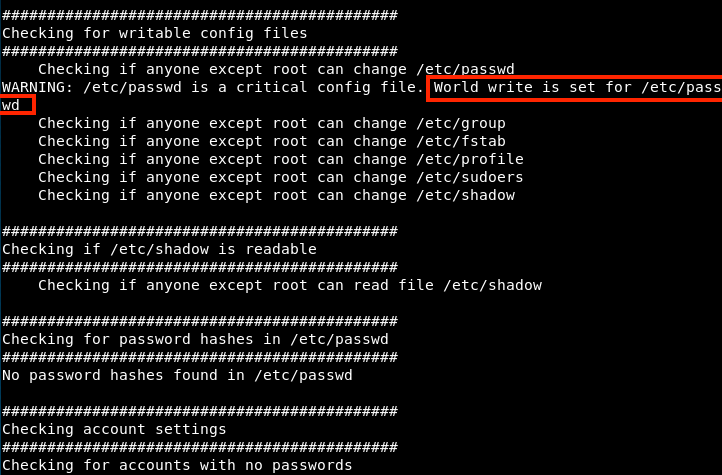 ############################################
Checking for writable config files
############################################
    Checking if anyone except root can change /etc/passwd
WARNING: /etc/passwd is a critical config file. World write is set for /etc/pass
wd
    Checking if anyone except root can change /etc/group
    Checking if anyone except root can change /etc/fstab
    Checking if anyone except root can change /etc/profile
    Checking if anyone except root can change /etc/sudoers
    Checking if anyone except root can change /etc/shadow

############################################
Checking if /etc/shadow is readable
############################################
    Checking if anyone except root can read file /etc/shadow

############################################
Checking for password hashes in /etc/passwd
############################################
No password hashes found in /etc/passwd

############################################
Checking account settings
############################################
Checking for accounts with no passwords